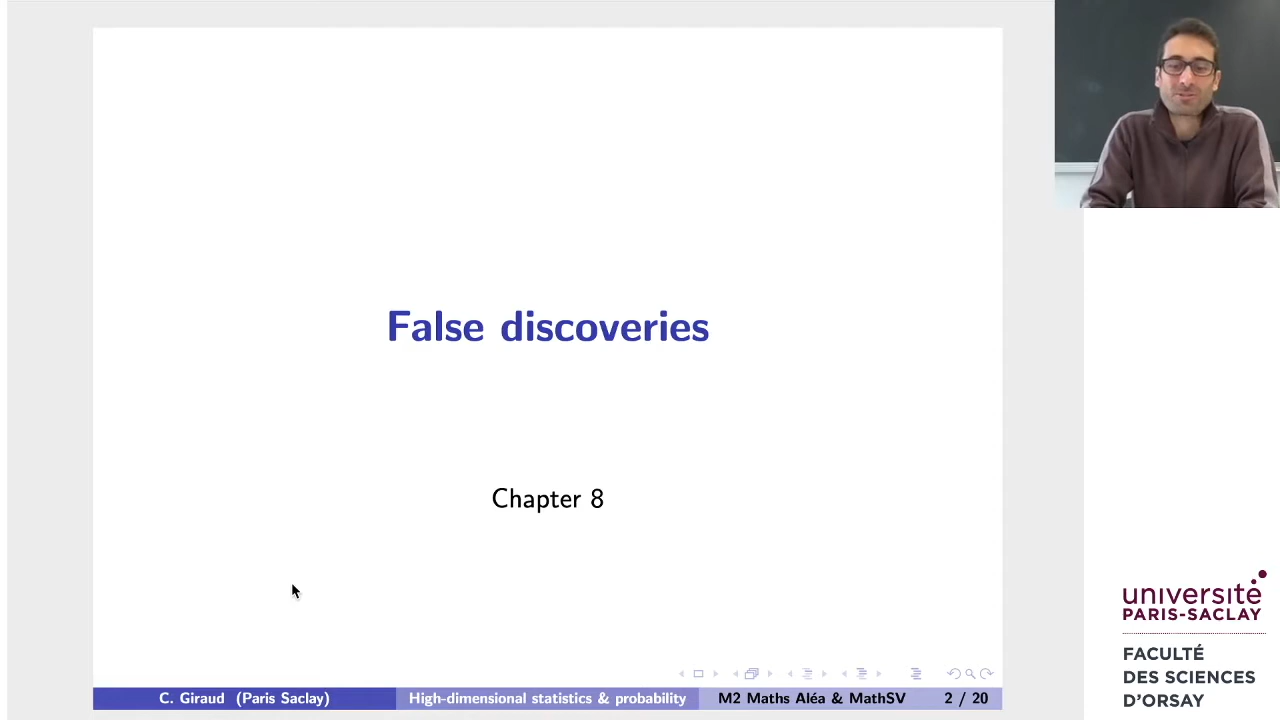 False discoveries
Chapter 8
C. Giraud (Paris Saclay) High-dimensional statistics & probability M2 Maths Aléa & MathSV 2 / 20
université
PARIS-SACLAY
FACULTÉ
DES SCIENCES
D'ORSAY